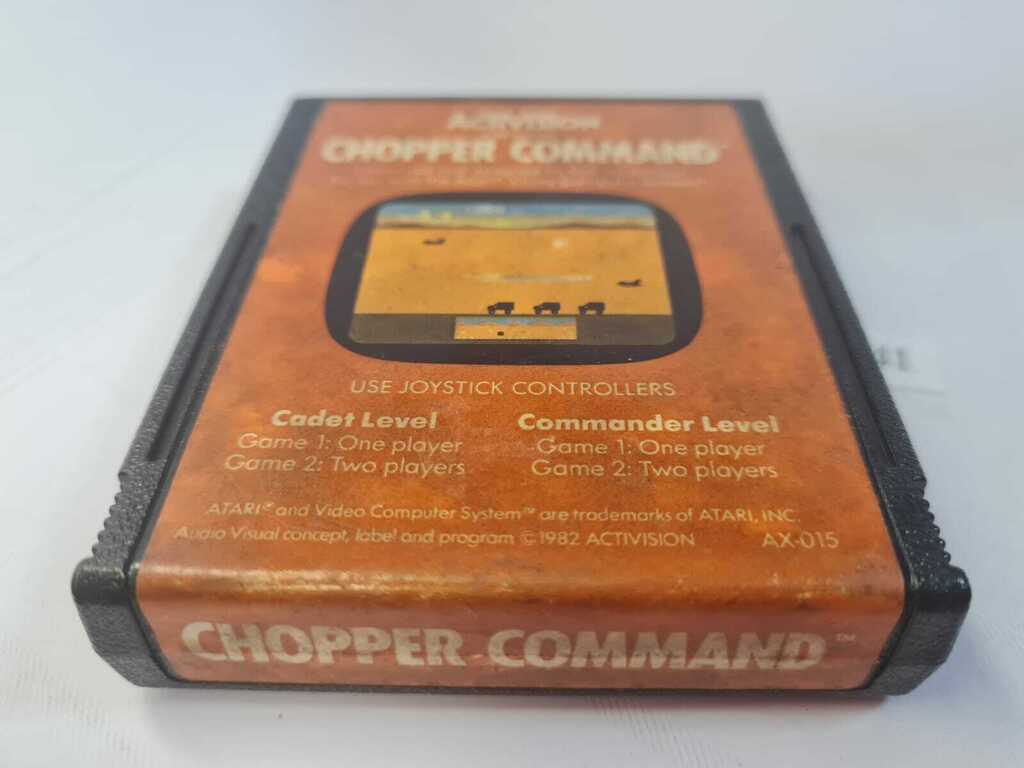 ACTIVISION
CHOPPER COMMAND™
USE JOYSTICK CONTROLLERS
Cadet Level
Game 1: One player
Game 2: Two players
Commander Level
Game 1: One player
Game 2: Two players
ATARI® and Video Computer System™ are trademarks of ATARI, INC.
Audio Visual concept, label and program © 1982 ACTIVISION
AX-015
CHOPPER COMMAND™